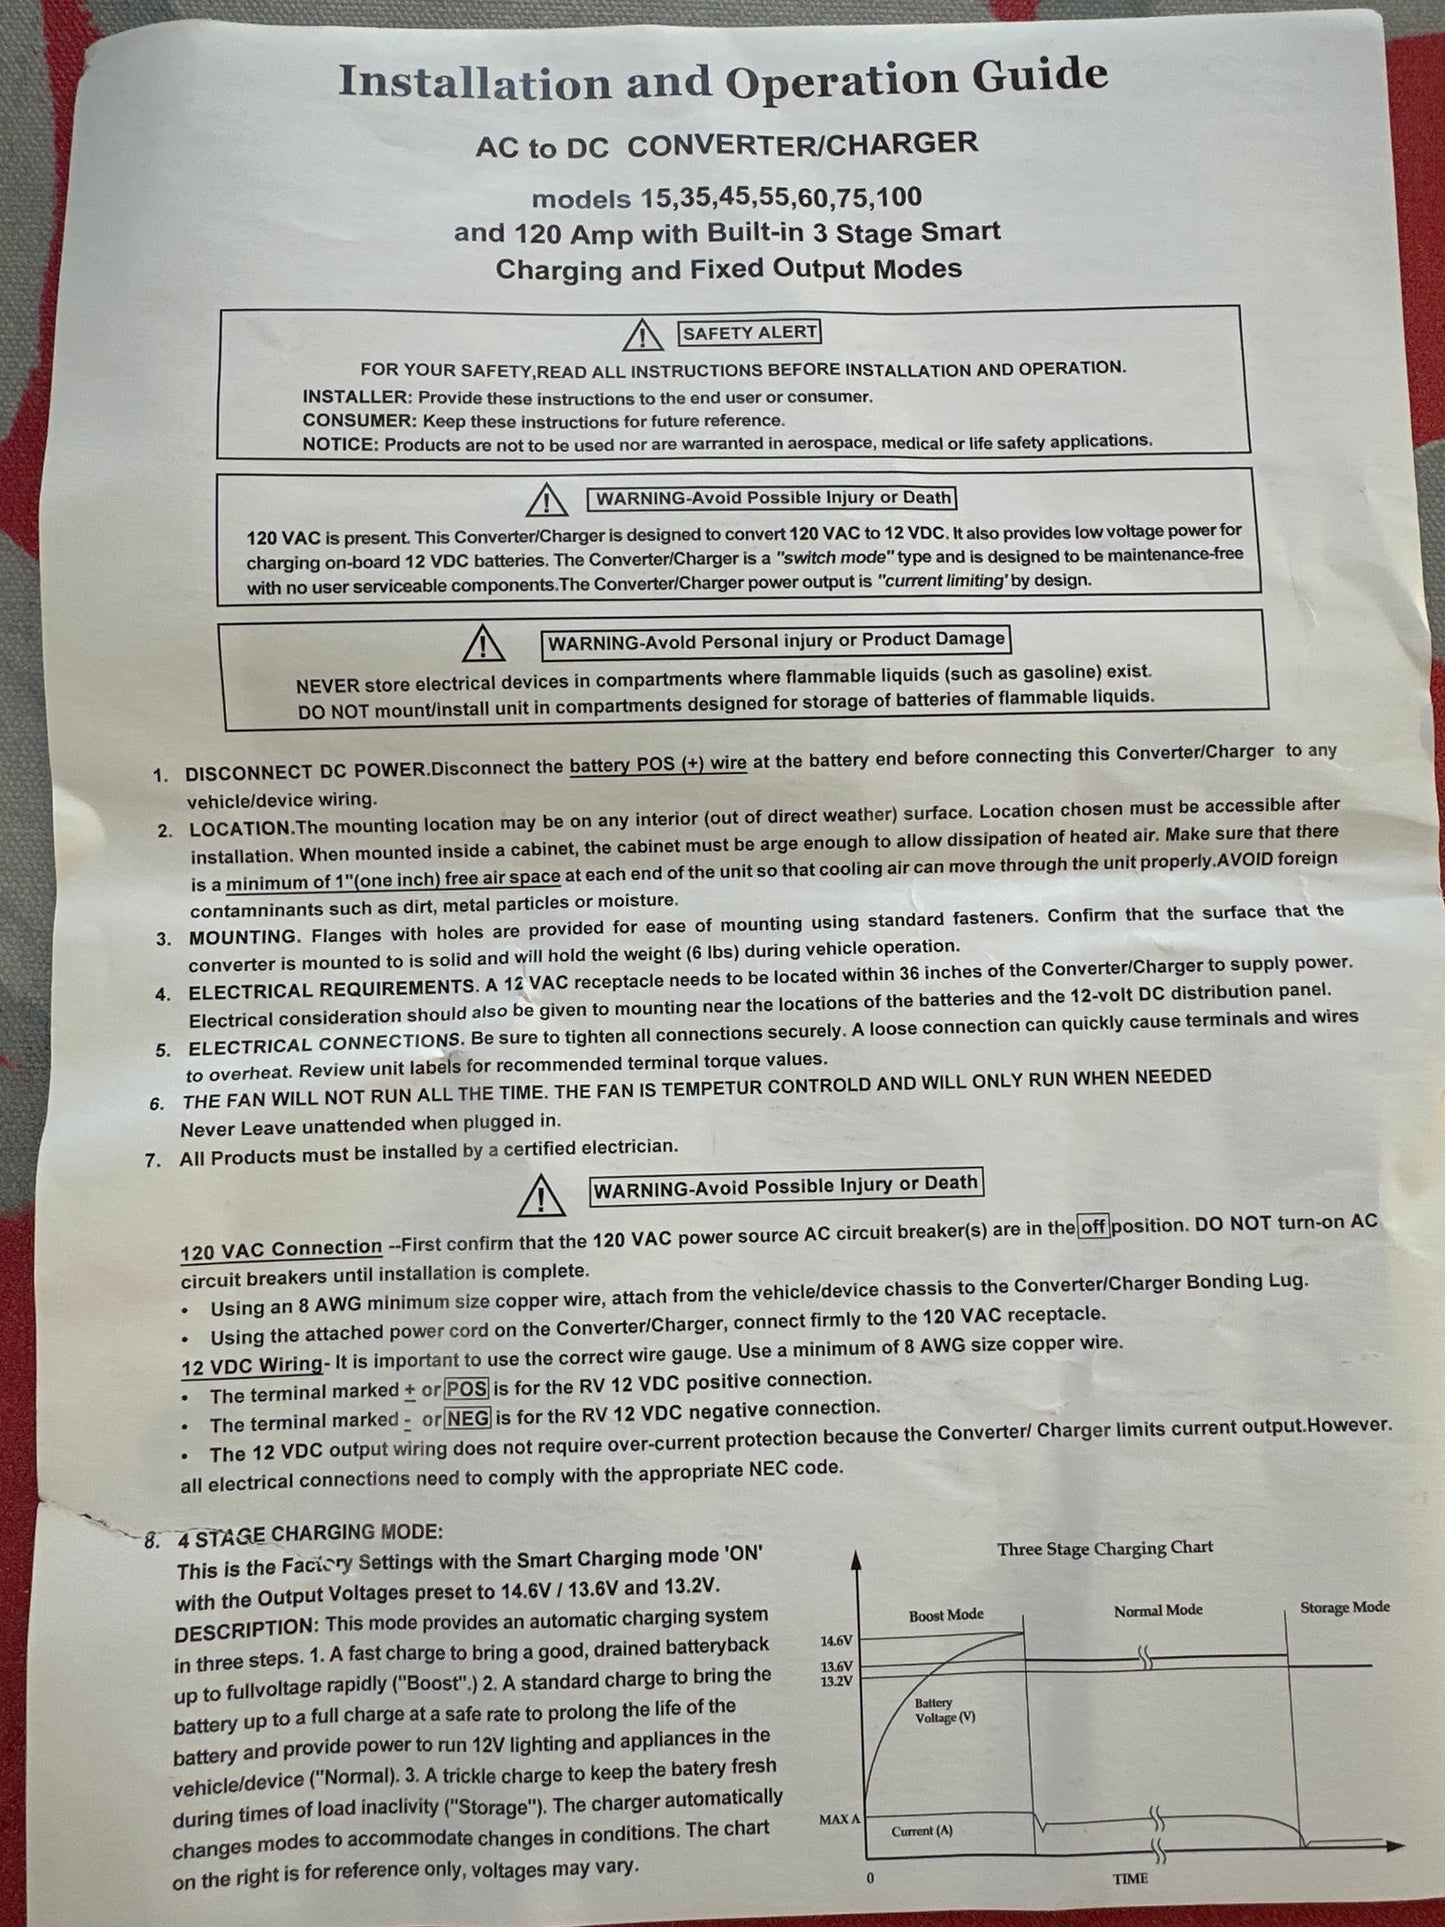 Installation and Operation Guide
AC to DC CONVERTER/CHARGER
models 15,35,45,55,60,75,100
and 120 Amp with Built-in 3 Stage Smart
Charging and Fixed Output Modes
SAFETY ALERT
FOR YOUR SAFETY,READ ALL INSTRUCTIONS BEFORE INSTALLATION AND OPERATION.
INSTALLER: Provide these instructions to the end user or consumer.
CONSUMER: Keep these instructions for future reference.
NOTICE: Products are not to be used nor are warranted in aerospace, medical or life safety applications.
WARNING-Avoid Possible Injury or Death
120 VAC is present. This Converter/Charger is designed to convert 120 VAC to 12 VDC. It also provides low voltage power for
charging on-board 12 VDC batteries. The Converter/Charger is a "switch mode" type and is designed to be maintenance-free
with no user serviceable components.The Converter/Charger power output is "current limiting' by design.
WARNING-Avold Personal injury or Product Damage
NEVER store electrical devices in compartments where flammable liquids (such as gasoline) exist.
DO NOT mount/install unit in compartments designed for storage of batteries of flammable liquids.
1. DISCONNECT DC POWER.Disconnect the battery POS (+) wire at the battery end before connecting this Converter/Charger to any
vehicle/device wiring.
2. LOCATION.The mounting location may be on any interior (out of direct weather) surface. Location chosen must be accessible after
installation. When mounted inside a cabinet, the cabinet must be arge enough to allow dissipation of heated air. Make sure that there
is a minimum of 1"(one inch) free air space at each end of the unit so that cooling air can move through the unit properly.AVOID foreign
contamninants such as dirt, metal particles or moisture.
3. MOUNTING. Flanges with holes are provided for ease of mounting using standard fasteners. Confirm that the surface that the
converter is mounted to is solid and will hold the weight (6 lbs) during vehicle operation.
4. ELECTRICAL REQUIREMENTS. A 12 VAC receptacle needs to be located within 36 inches of the Converter/Charger to supply power.
Electrical consideration should also be given to mounting near the locations of the batteries and the 12-volt DC distribution panel.
5. ELECTRICAL CONNECTIONS. Be sure to tighten all connections securely. A loose connection can quickly cause terminals and wires
to overheat. Review unit labels for recommended terminal torque values.
6. THE FAN WILL NOT RUN ALL THE TIME. THE FAN IS TEMPETUR CONTROLD AND WILL ONLY RUN WHEN NEEDED
Never Leave unattended when plugged in.
7. All Products must be installed by a certified electrician.
WARNING-Avoid Possible Injury or Death
120 VAC Connection --First confirm that the 120 VAC power source AC circuit breaker(s) are in the off position. DO NOT turn-on AC
circuit breakers until installation is complete.
• Using an 8 AWG minimum size copper wire, attach from the vehicle/device chassis to the Converter/Charger Bonding Lug.
• Using the attached power cord on the Converter/Charger, connect firmly to the 120 VAC receptacle.
12 VDC Wiring- It is important to use the correct wire gauge. Use a minimum of 8 AWG size copper wire.
• The terminal marked + or POS is for the RV 12 VDC positive connection.
• The terminal marked - or NEG is for the RV 12 VDC negative connection.
• The 12 VDC output wiring does not require over-current protection because the Converter/ Charger limits current output.However.
all electrical connections need to comply with the appropriate NEC code.
8. 4 STAGE CHARGING MODE:
This is the Factory Settings with the Smart Charging mode 'ON'
with the Output Voltages preset to 14.6V / 13.6V and 13.2V.
DESCRIPTION: This mode provides an automatic charging system
in three steps. 1. A fast charge to bring a good, drained batteryback
up to fullvoltage rapidly ("Boost".) 2. A standard charge to bring the
battery up to a full charge at a safe rate to prolong the life of the
battery and provide power to run 12V lighting and appliances in the
vehicle/device ("Normal). 3. A trickle charge to keep the batery fresh
during times of load inaclivity ("Storage"). The charger automatically
changes modes to accommodate changes in conditions. The chart
on the right is for reference only, voltages may vary.
Three Stage Charging Chart
Boost Mode
Normal Mode
Storage Mode
14.6V
13.6V
13.2V
Battery
Voltage (V)
MAX A
Current (A)
0
TIME